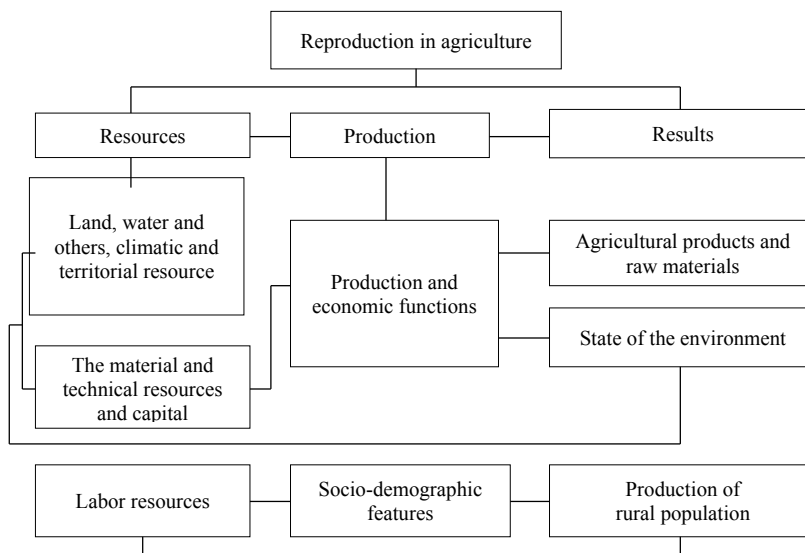 Reproduction in agriculture
Resources
Production
Results
Land, water and
others, climatic and
territorial resource
Production and
economic functions
Agricultural products and
raw materials
State of the environment
The material and
technical resources
and capital
Labor resources
Socio-demographic
features
Production of
rural population